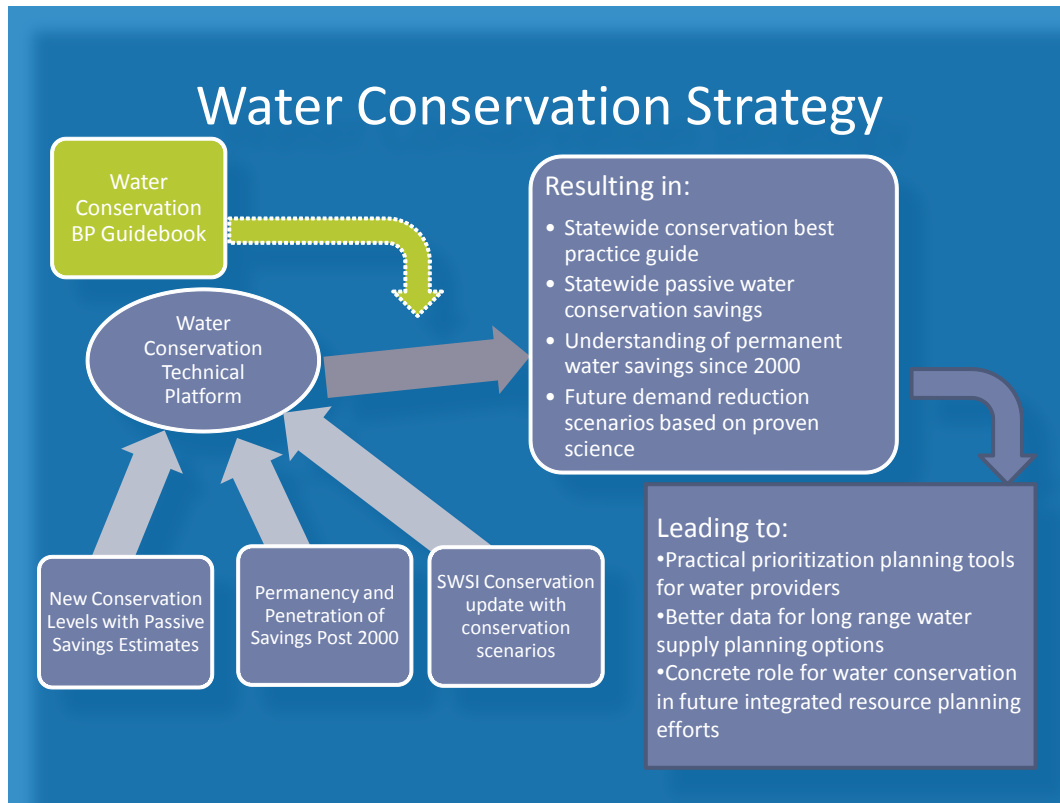 Water Conservation Strategy
Water
Conservation
BP Guidebook
Water
Conservation
Technical
Platform
New Conservation
Levels with Passive
Savings Estimates
Permanency and
Penetration of
Savings Post 2000
SWSI Conservation
update with
conservation
scenarios
Resulting in:
• Statewide conservation best
practice guide
• Statewide passive water
conservation savings
• Understanding of permanent
water savings since 2000
• Future demand reduction
scenarios based on proven
science
Leading to:
•Practical prioritization planning tools
for water providers
•Better data for long range water
supply planning options
•Concrete role for water conservation
in future integrated resource planning
efforts